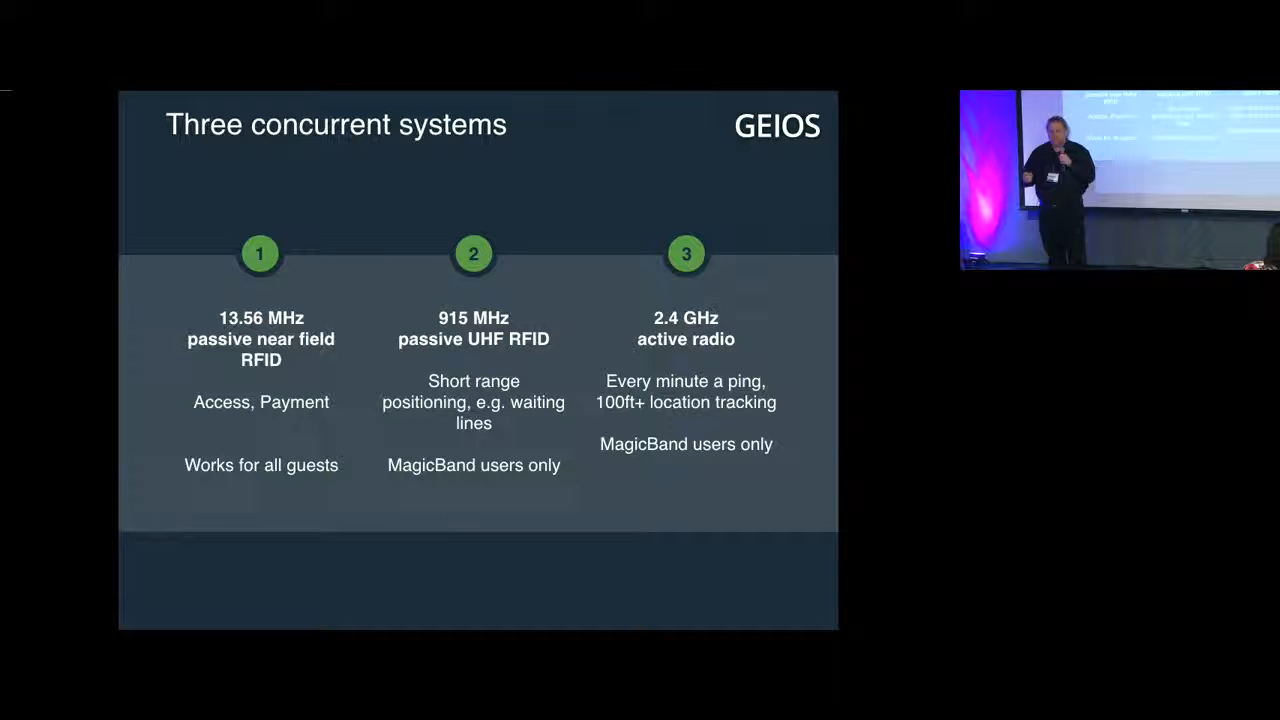 Three concurrent systems
GEIOS
1
13.56 MHz
passive near field
RFID
Access, Payment
Works for all guests
2
915 MHz
passive UHF RFID
Short range
positioning, e.g. waiting
lines
MagicBand users only
3
2.4 GHz
active radio
Every minute a ping,
100ft+ location tracking
MagicBand users only